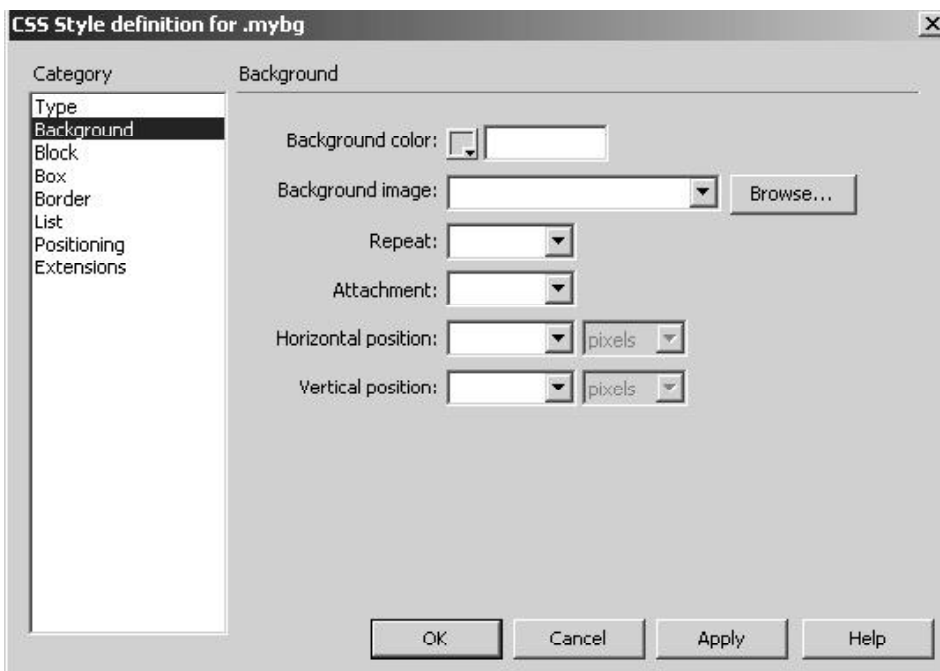 CSS Style definition for .mybg
Category
Type
Background
Block
Box
Border
List
Positioning
Extensions
Background
Background color:
Background image: Browse...
Repeat:
Attachment:
Horizontal position: pixels
Vertical position: pixels
OK Cancel Apply Help